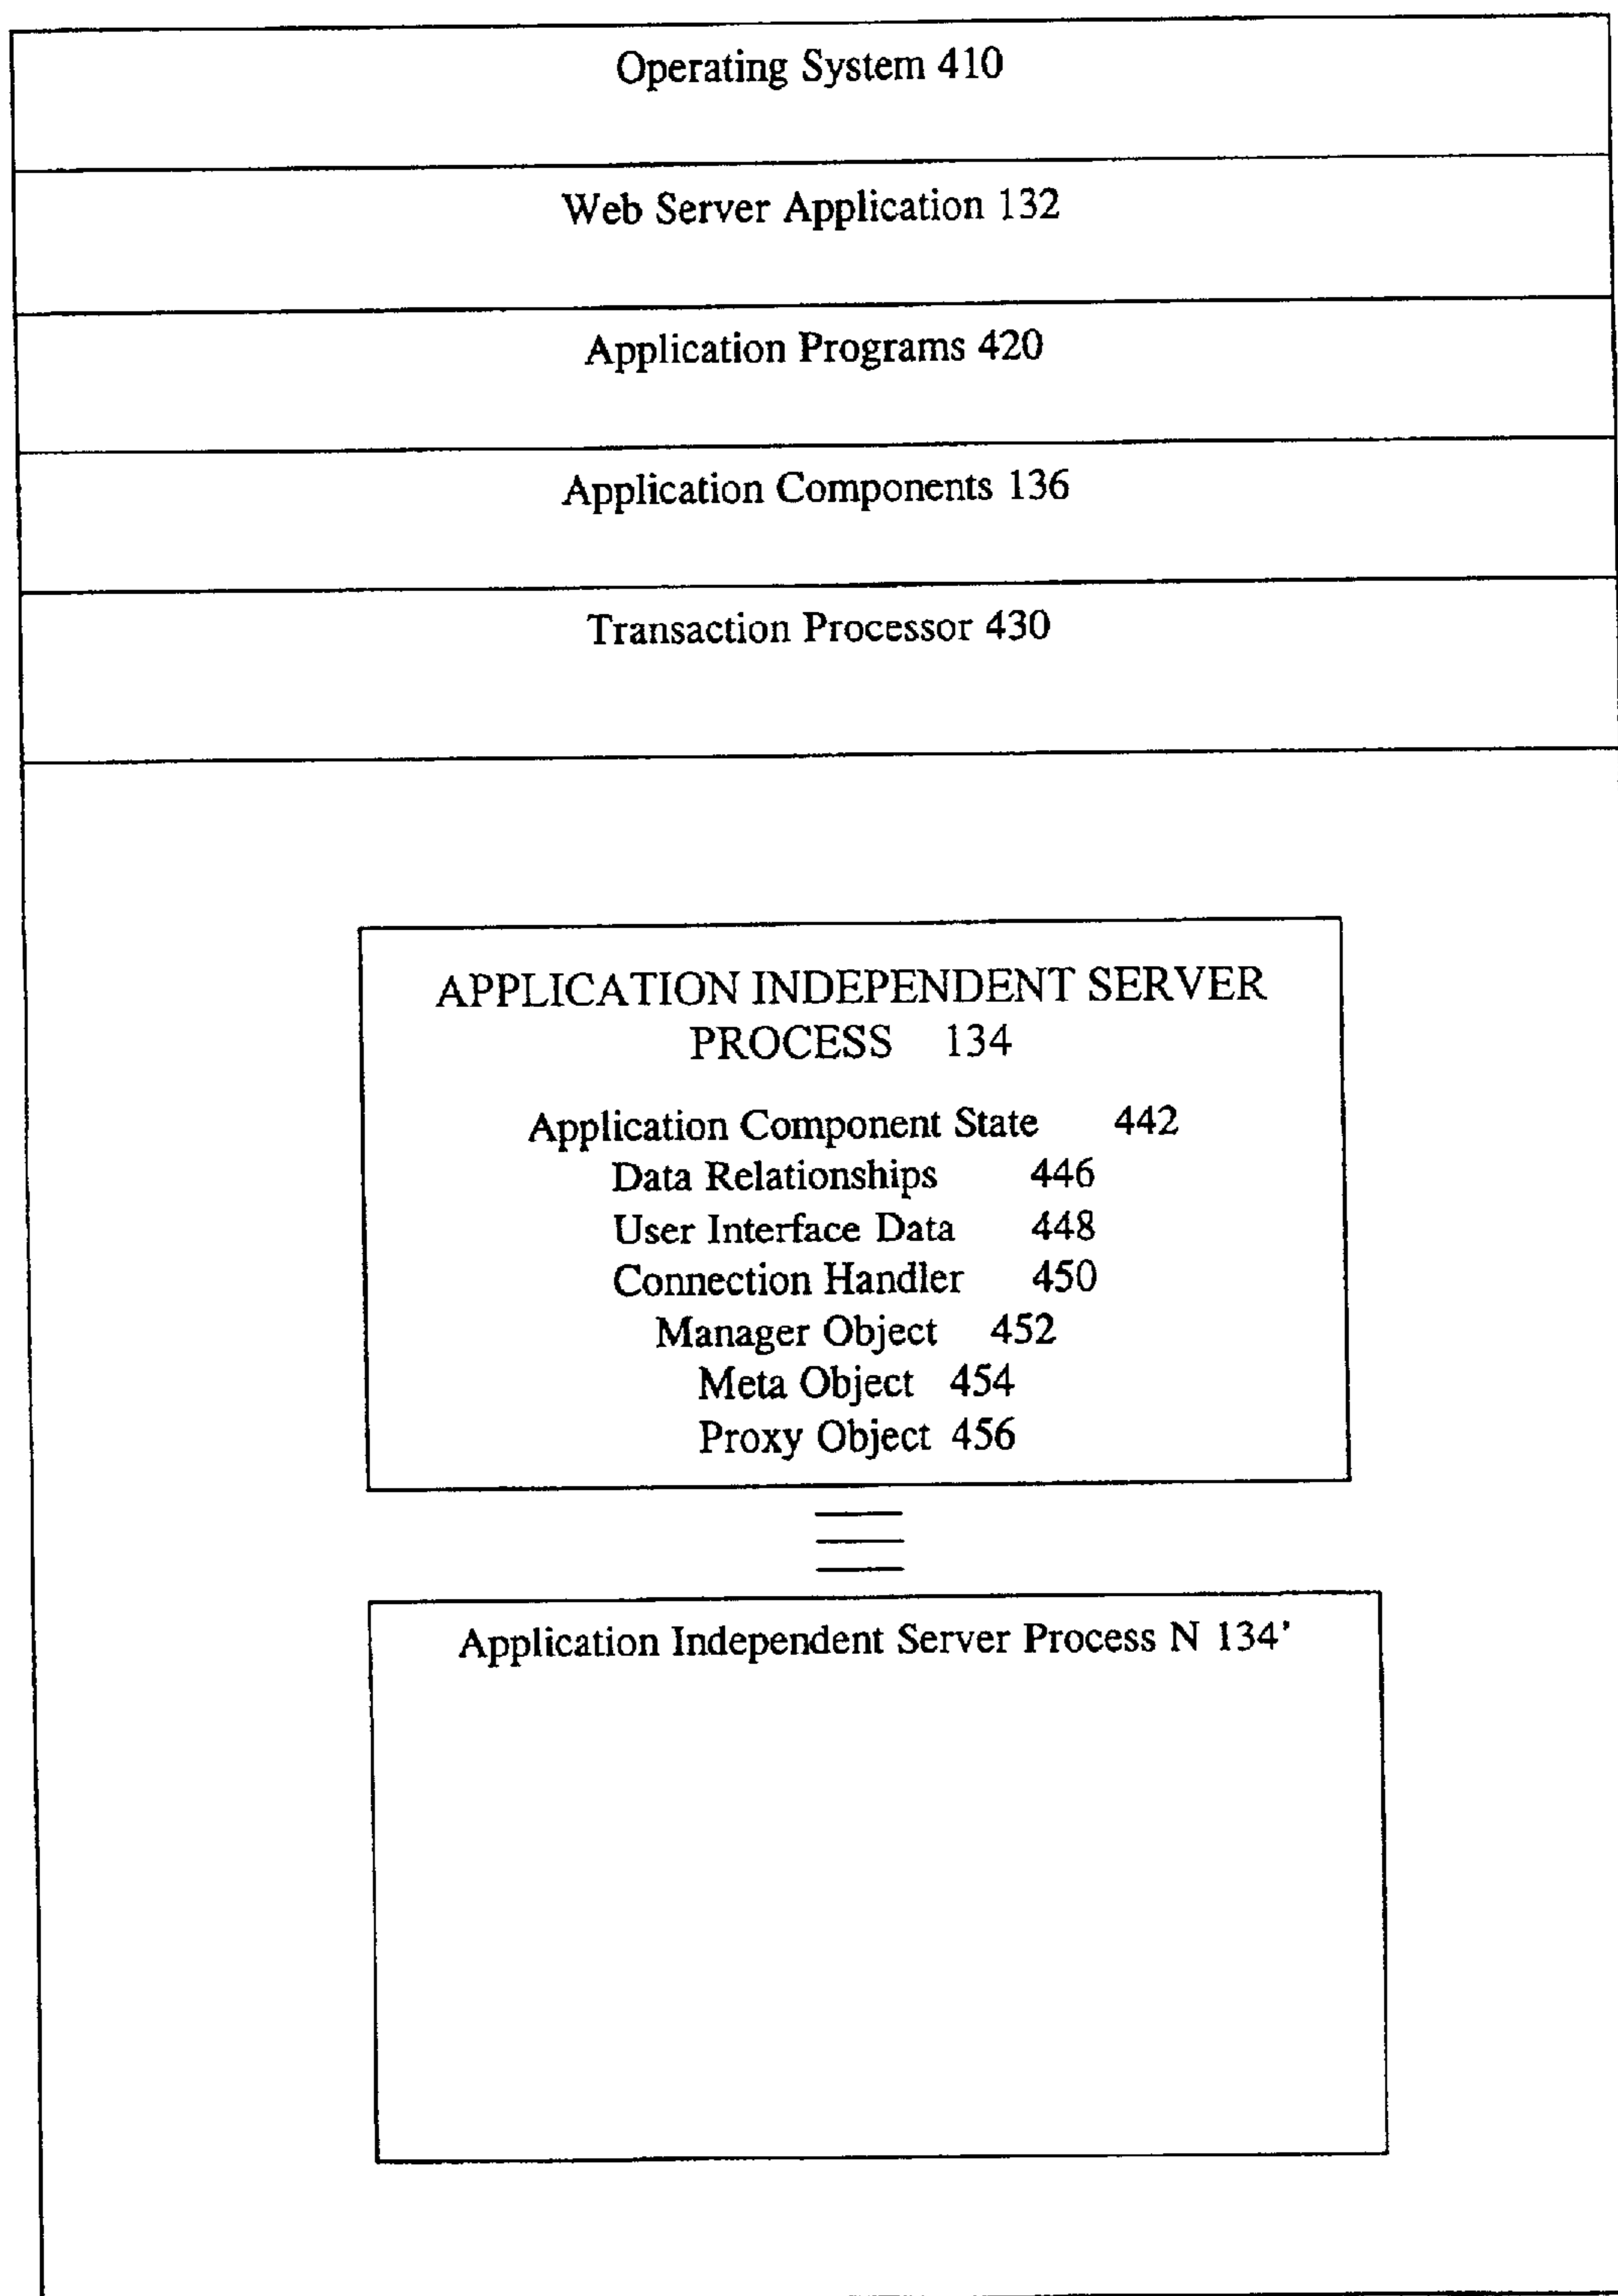 Operating System 410
Web Server Application 132
Application Programs 420
Application Components 136
Transaction Processor 430
APPLICATION INDEPENDENT SERVER
PROCESS 134
Application Component State 442
Data Relationships 446
User Interface Data 448
Connection Handler 450
Manager Object 452
Meta Object 454
Proxy Object 456
Application Independent Server Process N 134'